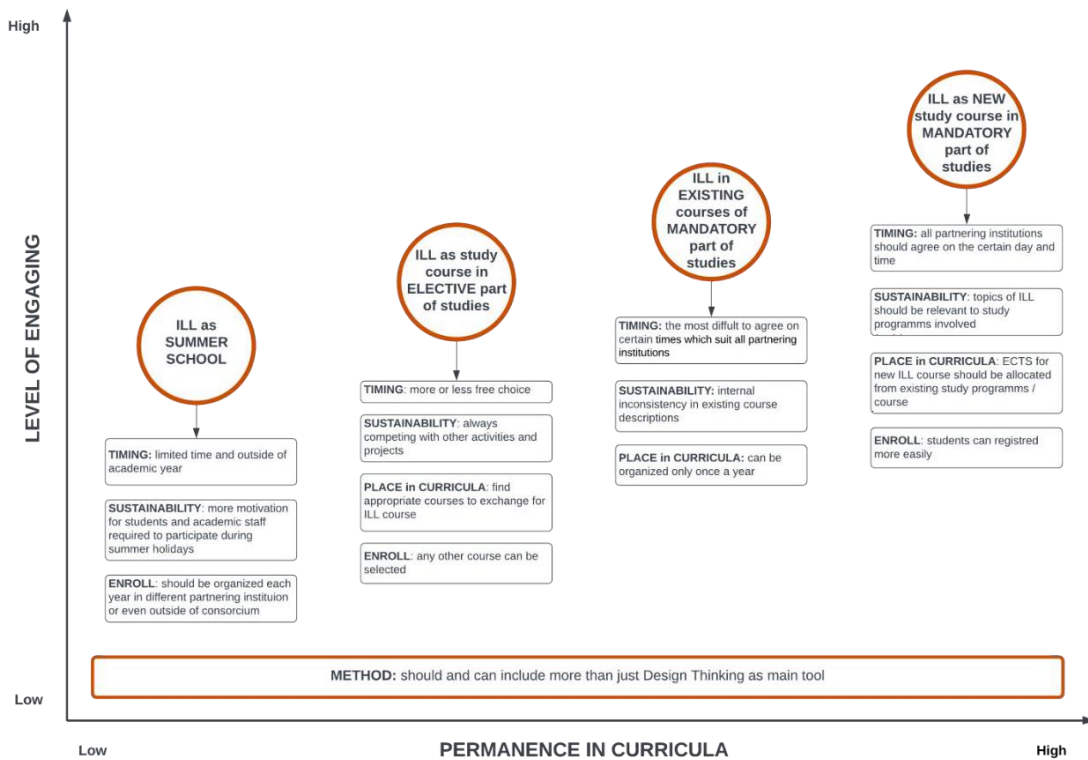 High
LEVEL OF ENGAGING
ILL as
SUMMER
SCHOOL
TIMING: limited time and outside of
academic year
SUSTAINABILITY: more motivation
for students and academic staff
required to participate during
summer holidays
ENROLL: should be organized each
year in different partnering instituion
or even outside of consorcium
ILL as study
course in
ELECTIVE part
of studies
TIMING: more or less free choice
SUSTAINABILITY: always
competing with other activities and
projects
PLACE in CURRICULA: find
appropriate courses to exchange for
ILL course
ENROLL: any other course can be
selected
ILL in
EXISTING
courses of
MANDATORY
part of
studies
TIMING: the most diffult to agree on
certain times which suit all partnering
institutions
SUSTAINABILITY: internal
inconsistency in existing course
descriptions
PLACE in CURRICULA: can be
organized only once a year
ILL as NEW
study course in
MANDATORY
part of
studies
TIMING: all partnering institutions
should agree on the certain day and
time
SUSTAINABILITY: topics of ILL
should be relevant to study
programms involved
PLACE in CURRICULA: ECTS for
new ILL course should be allocated
from existing study programms /
course
ENROLL: students can registred
more easily
METHOD: should and can include more than just Design Thinking as main tool
Low
Low
PERMANENCE IN CURRICULA
High